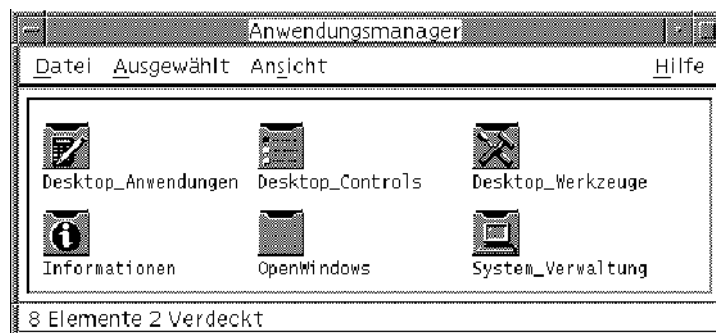 Anwendungsmanager
Datei Ausgewählt Ansicht Hilfe
Desktop_Anwendungen Desktop_Controls Desktop_Werkzeuge
Informationen OpenWindows System_Verwaltung
8 Elemente 2 Verdeckt